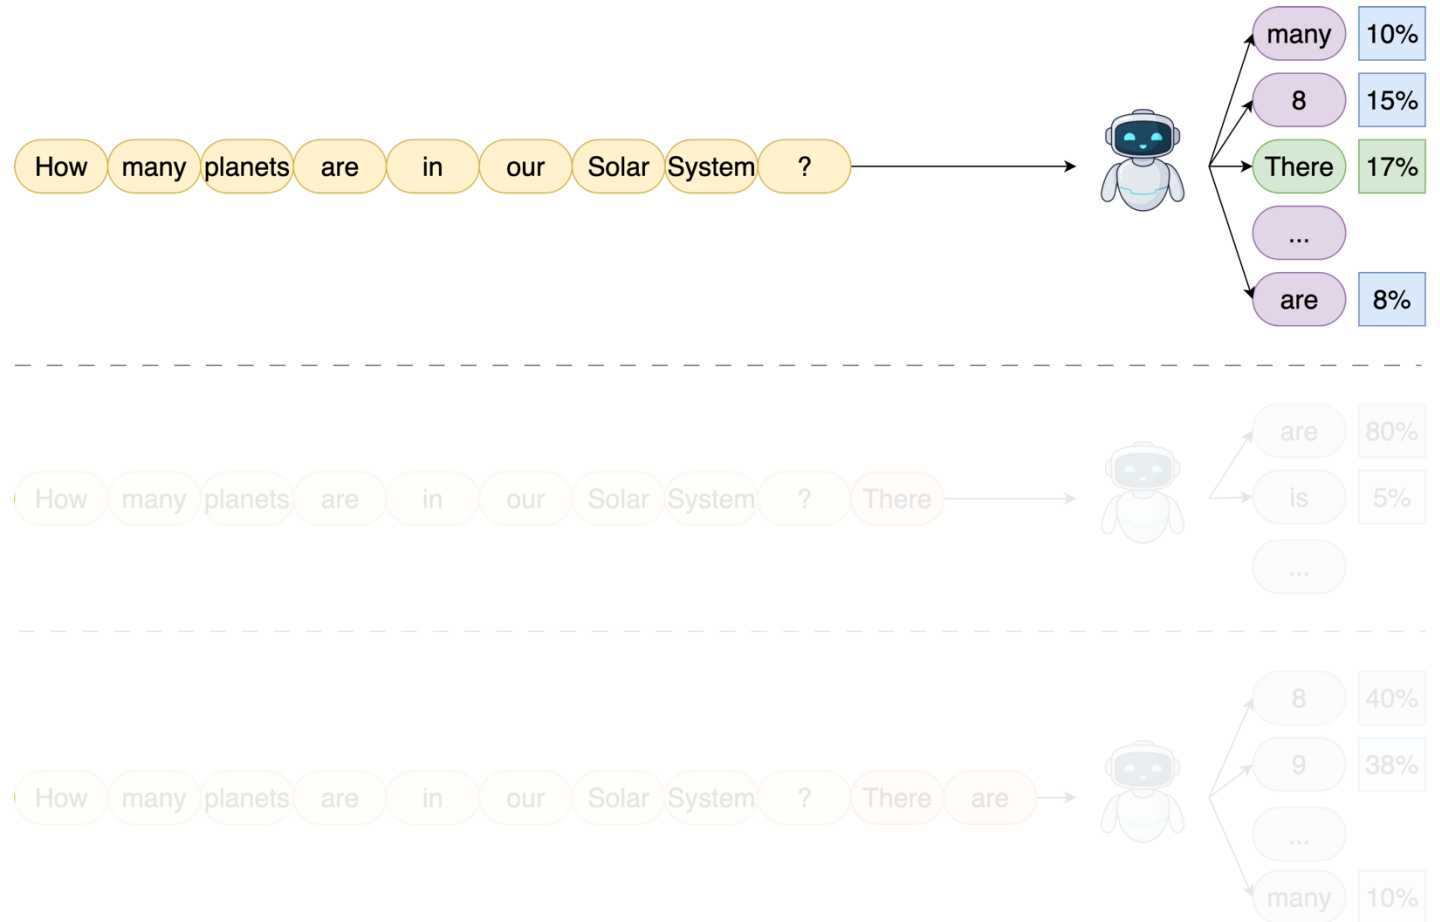 many 10%
8 15%
How many planets are in our Solar System ? There 17%
...
are 8%
are 80%
How many planets are in our Solar System ? There is 5%
...
8 40%
9 38%
How many planets are in our Solar System ? There are
...
many 10%